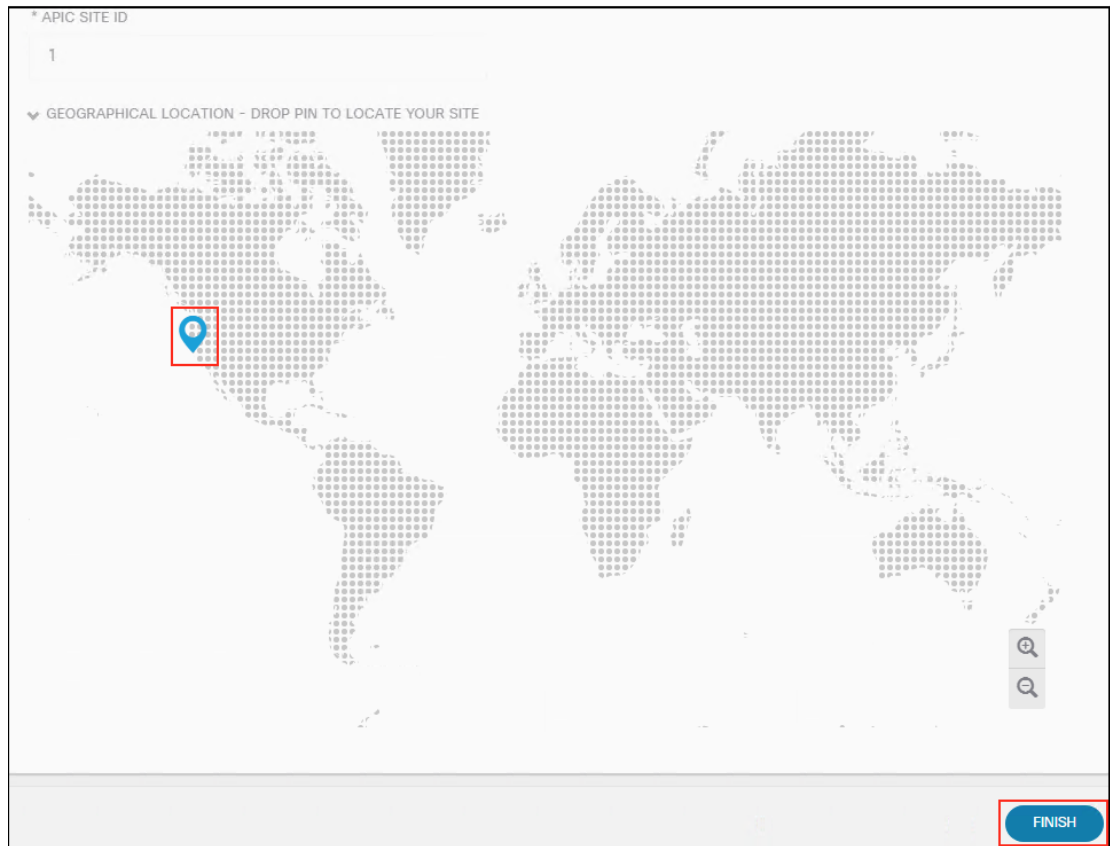 * APIC SITE ID
1
GEOGRAPHICAL LOCATION - DROP PIN TO LOCATE YOUR SITE
FINISH